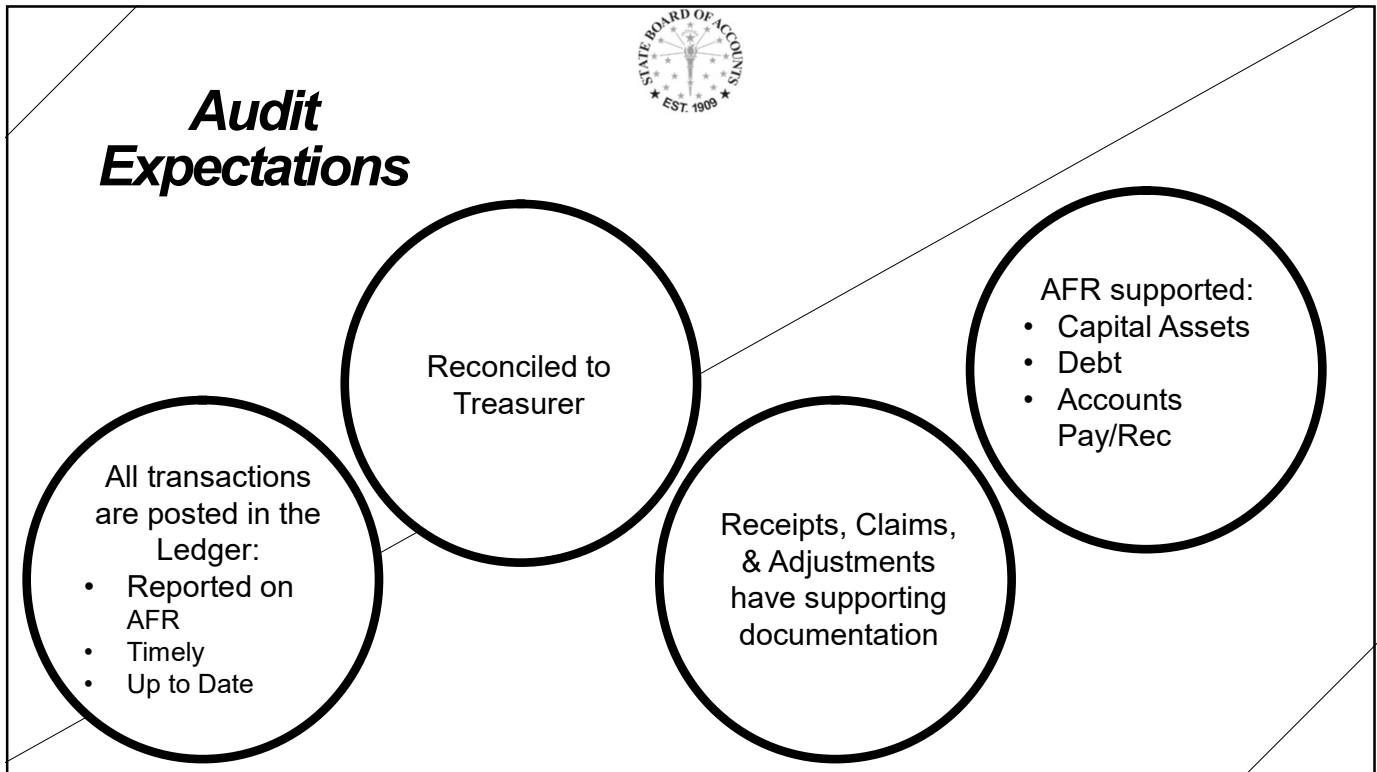 STATE BOARD OF ACCOUNTS
★ EST. 1909 ★
Audit
Expectations
All transactions
are posted in the
Ledger:
• Reported on
AFR
• Timely
• Up to Date
Reconciled to
Treasurer
Receipts, Claims,
& Adjustments
have supporting
documentation
AFR supported:
• Capital Assets
• Debt
• Accounts
Pay/Rec